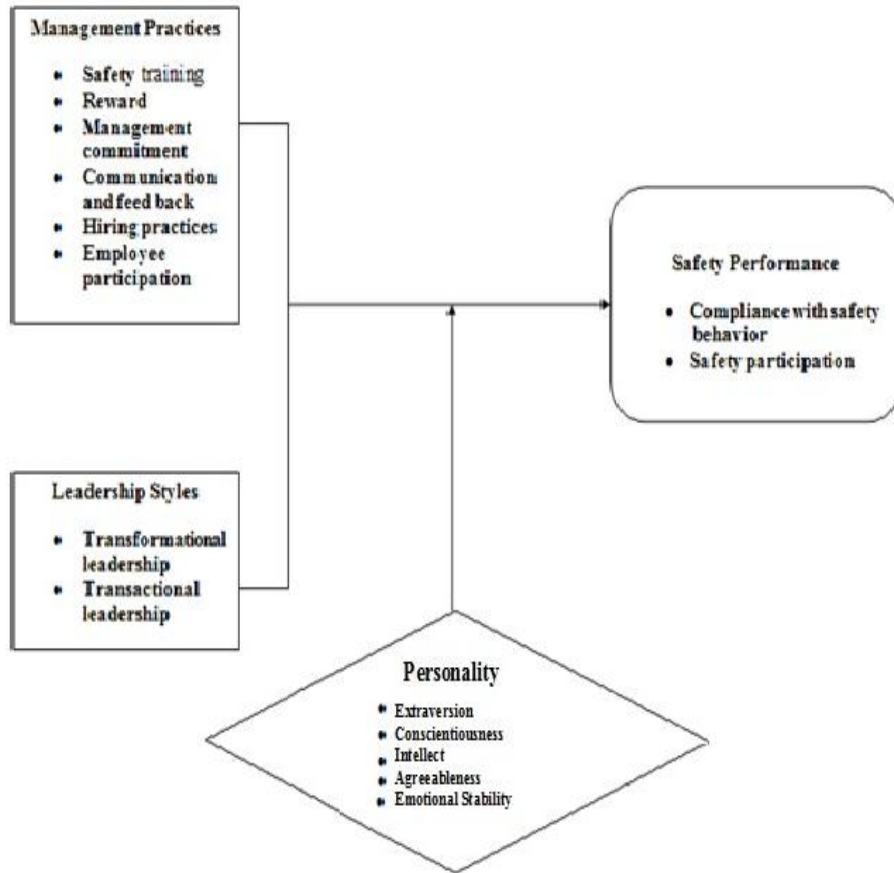 Management Practices
• Safety training
• Reward
• Management
commitment
• Communication
and feed back
• Hiring practices
• Employee
participation
Safety Performance
• Compliance with safety
behavior
• Safety participation
Leadership Styles
• Transformational
leadership
• Transactional
leadership
Personality
• Extraversion
• Conscientiousness
• Intellect
• Agreeableness
• Emotional Stability